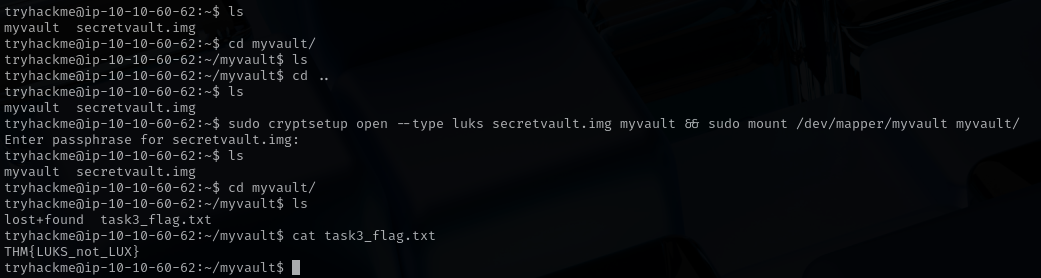 tryhackme@ip-10-10-60-62:~$ ls
myvault  secretvault.img
tryhackme@ip-10-10-60-62:~$ cd myvault/
tryhackme@ip-10-10-60-62:~/myvault$ ls
tryhackme@ip-10-10-60-62:~/myvault$ cd ..
tryhackme@ip-10-10-60-62:~$ ls
myvault  secretvault.img
tryhackme@ip-10-10-60-62:~$ sudo cryptsetup open --type luks secretvault.img myvault && sudo mount /dev/mapper/myvault myvault/
Enter passphrase for secretvault.img:
tryhackme@ip-10-10-60-62:~$ ls
myvault  secretvault.img
tryhackme@ip-10-10-60-62:~$ cd myvault/
tryhackme@ip-10-10-60-62:~/myvault$ ls
lost+found  task3_flag.txt
tryhackme@ip-10-10-60-62:~/myvault$ cat task3_flag.txt
THM{LUKS_not_LUX}
tryhackme@ip-10-10-60-62:~/myvault$